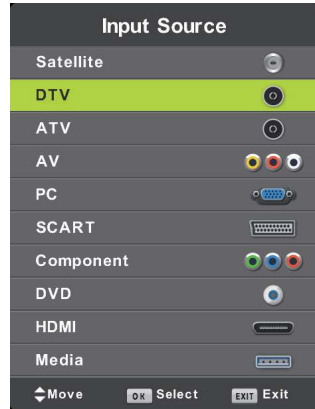 Input Source
Satellite
DTV
ATV
AV
PC
SCART
Component
DVD
HDMI
Media
Move OK Select EXIT Exit